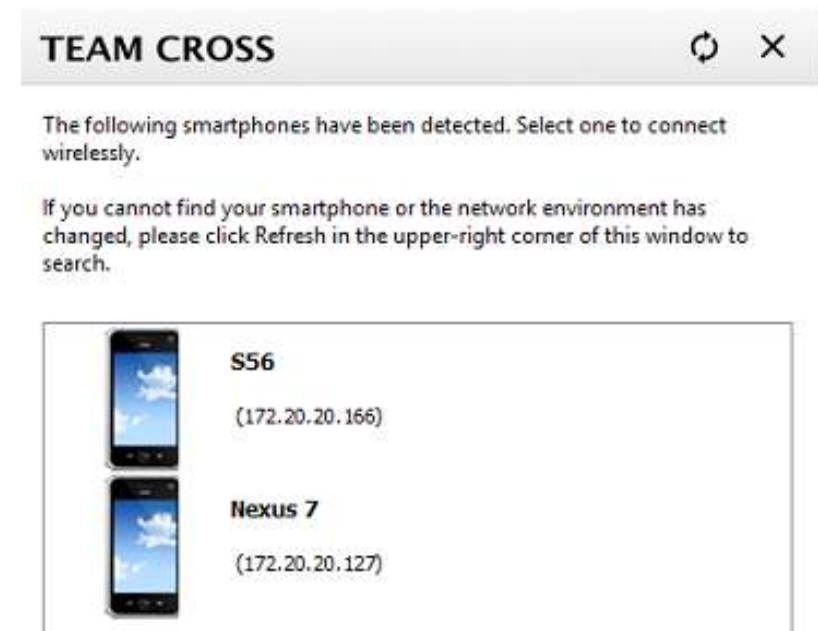 TEAM CROSS
The following smartphones have been detected. Select one to connect
wirelessly.
If you cannot find your smartphone or the network environment has
changed, please click Refresh in the upper-right corner of this window to
search.
S56
(172.20.20.166)
Nexus 7
(172.20.20.127)